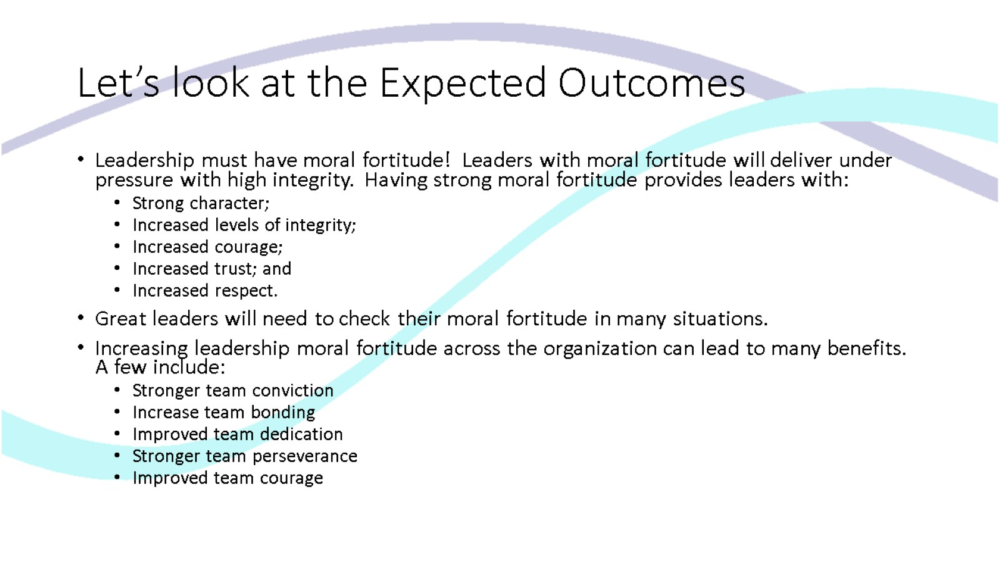 Let’s look at the Expected Outcomes
• Leadership must have moral fortitude!  Leaders with moral fortitude will deliver under
pressure with high integrity.  Having strong moral fortitude provides leaders with:
• Strong character;
• Increased levels of integrity;
• Increased courage;
• Increased trust; and
• Increased respect.
• Great leaders will need to check their moral fortitude in many situations.
• Increasing leadership moral fortitude across the organization can lead to many benefits.
A few include:
• Stronger team conviction
• Increase team bonding
• Improved team dedication
• Stronger team perseverance
• Improved team courage